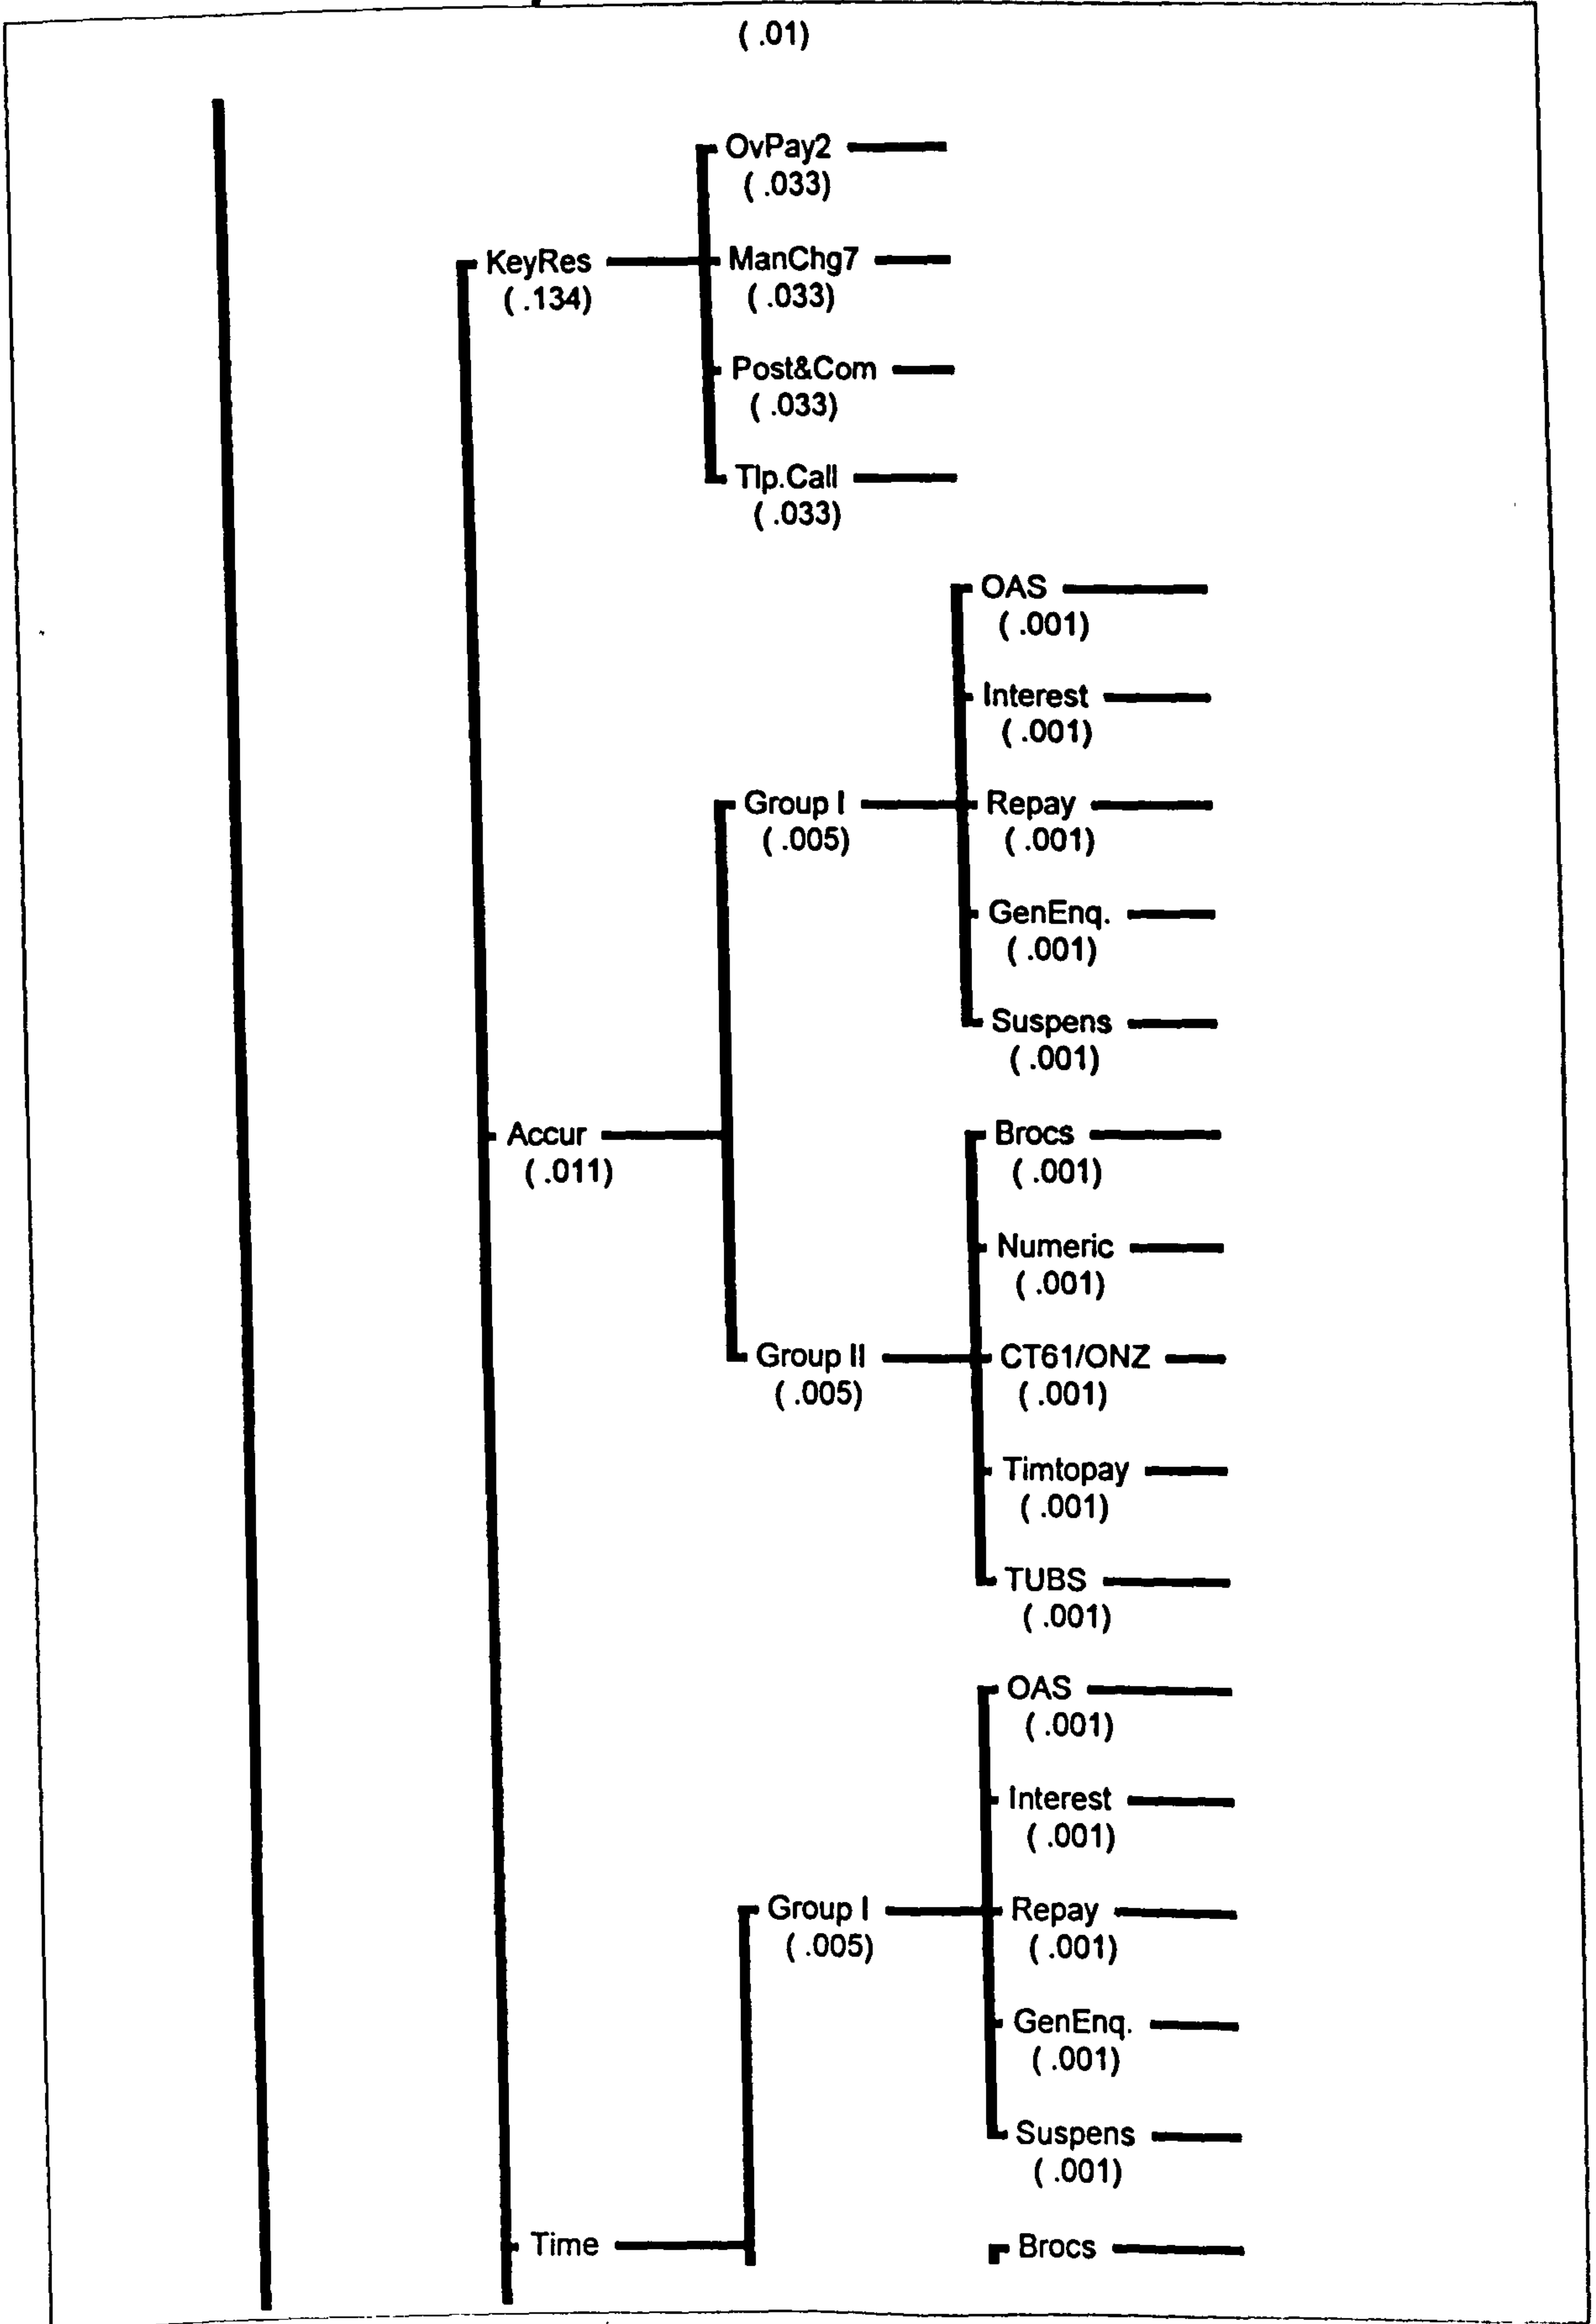 ( .01)
OvPay2
( .033)
KeyRes
( .134)
ManChg7
( .033)
Post&Com
( .033)
Tlp.Call
( .033)
OAS
( .001)
Interest
( .001)
Group I
( .005)
Repay
( .001)
GenEnq.
( .001)
Suspens
( .001)
Accur
( .011)
Brocs
( .001)
Numeric
( .001)
Group II
( .005)
CT61/ONZ
( .001)
Timtopay
( .001)
TUBS
( .001)
OAS
( .001)
Interest
( .001)
Group I
( .005)
Repay
( .001)
GenEnq.
( .001)
Suspens
( .001)
Time
Brocs